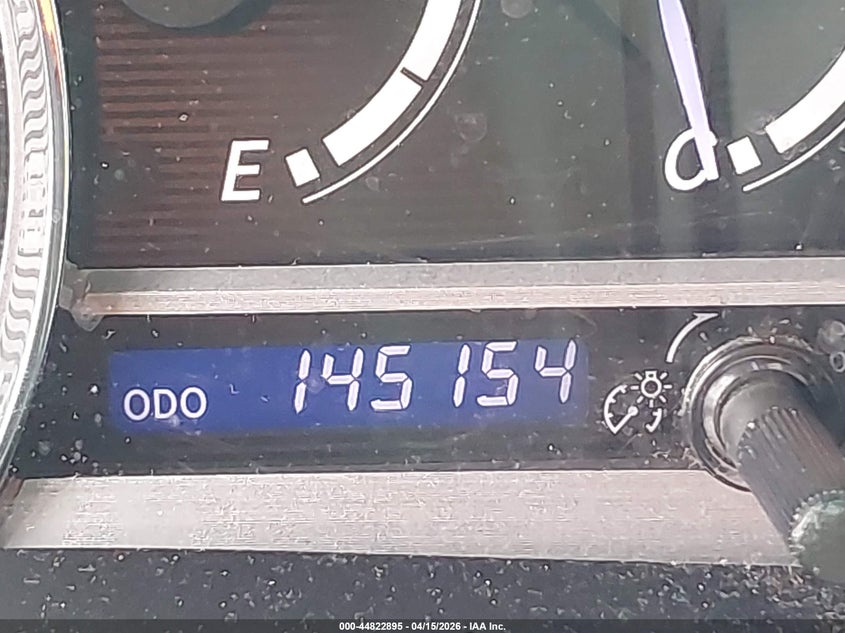 E
C
ODO 145154
000-44822895 - 04/15/2026 - IAA Inc.